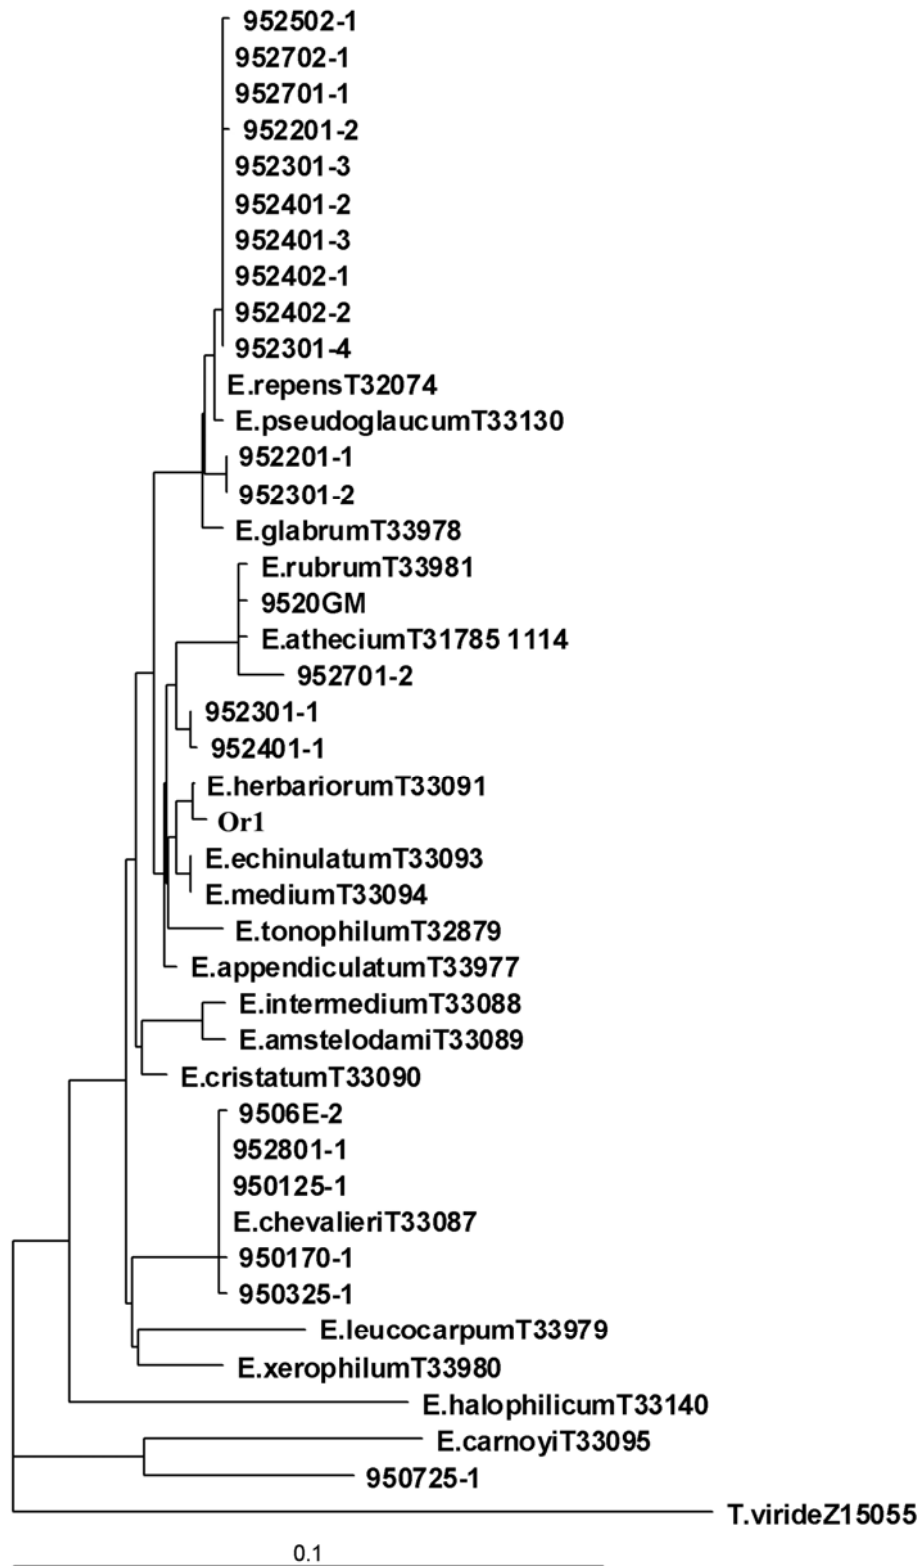 952502-1
952702-1
952701-1
952201-2
952301-3
952401-2
952401-3
952402-1
952402-2
952301-4
E.repensT32074
E.pseudoglaucumT33130
952201-1
952301-2
E.glabrumT33978
E.rubrumT33981
9520GM
E.atheciumT31785 1114
952701-2
952301-1
952401-1
E.herbariorumT33091
Or1
E.echinulatumT33093
E.mediumT33094
E.tonophilumT32879
E.appendiculatumT33977
E.intermediumT33088
E.amstelodamiT33089
E.cristatumT33090
9506E-2
952801-1
950125-1
E.chevalieriT33087
950170-1
950325-1
E.leucocarpumT33979
E.xerophilumT33980
E.halophilicumT33140
E.carnoyiT33095
950725-1
T.virideZ15055
0.1